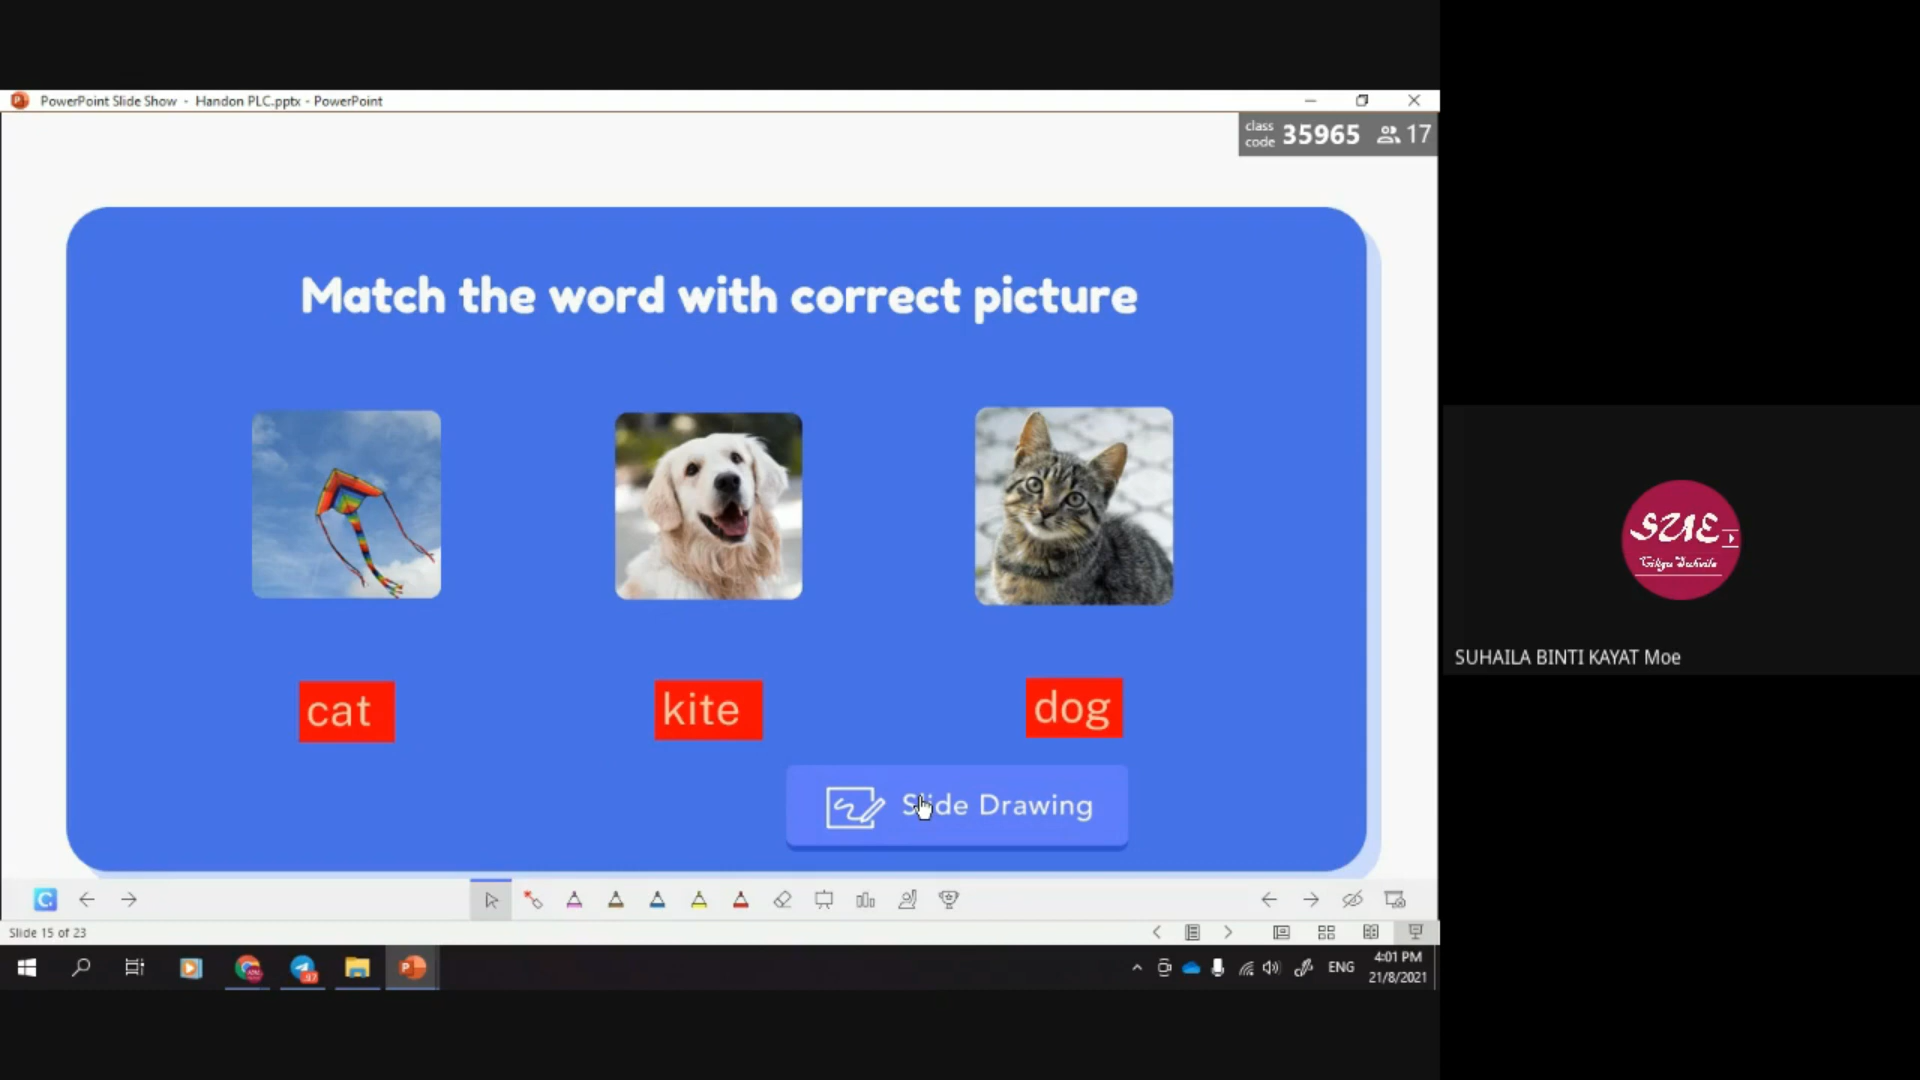 PowerPoint Slide Show - Handon PLC.pptx - PowerPoint
class code 35965 17
Match the word with correct picture
cat kite dog
Slide Drawing
SUHAILA BINTI KAYAT Moe
Slide 15 of 23
97
ENG
4:01 PM
21/8/2021